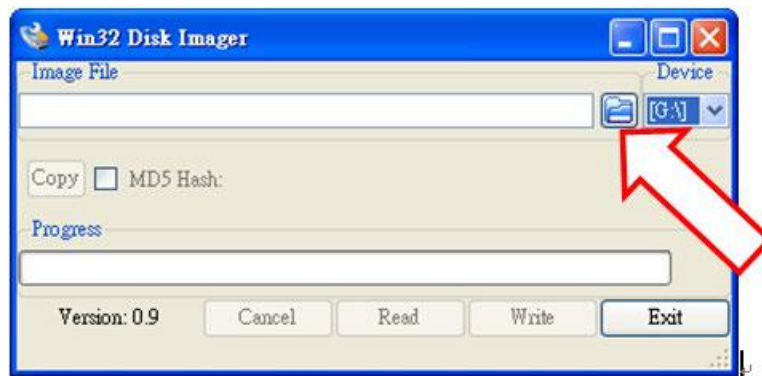 Win32 Disk Imager
Image File
Device
[G:\]
Copy
MD5 Hash:
Progress
Version: 0.9
Cancel
Read
Write
Exit